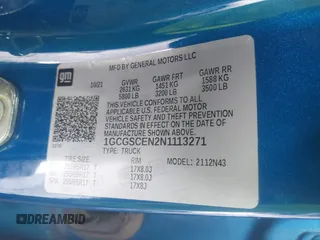 gm
MFD BY GENERAL MOTORS LLC
10/21 GVWR GAWR FRT GAWR RR
2631 KG 1451 KG 1588 KG
5800 LB 3200 LB 3500 LB
THIS VEHICLE CONFORMS TO ALL APPLICABLE
U.S. FEDERAL MOTOR
VEHICLE SAFETY AND THEFT PREVENTION
STANDARDS IN EFFECT ON THE DATE OF
MANUFACTURE SHOWN ABOVE.
1GCGSCEN2N1113271
TYPE: TRUCK
RIM MODEL: 2112N43
17X8.0J
17X8.0J
17X8J
DREAMBID